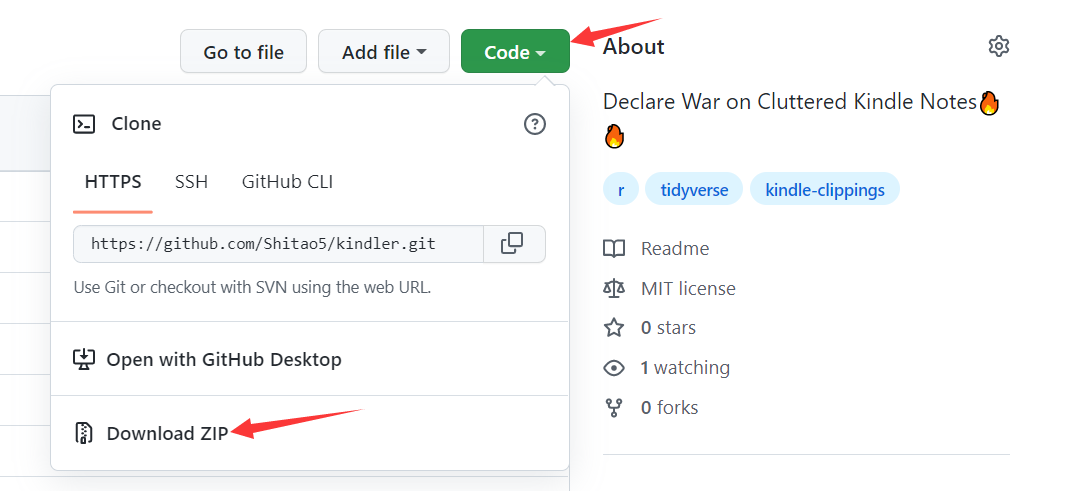 Go to file
Add file
Code
Clone
HTTPS
SSH
GitHub CLI
https://github.com/Shitao5/kindler.git
Use Git or checkout with SVN using the web URL.
Open with GitHub Desktop
Download ZIP
About
Declare War on Cluttered Kindle Notes🔥
🔥
r
tidyverse
kindle-clippings
Readme
MIT license
0 stars
1 watching
0 forks